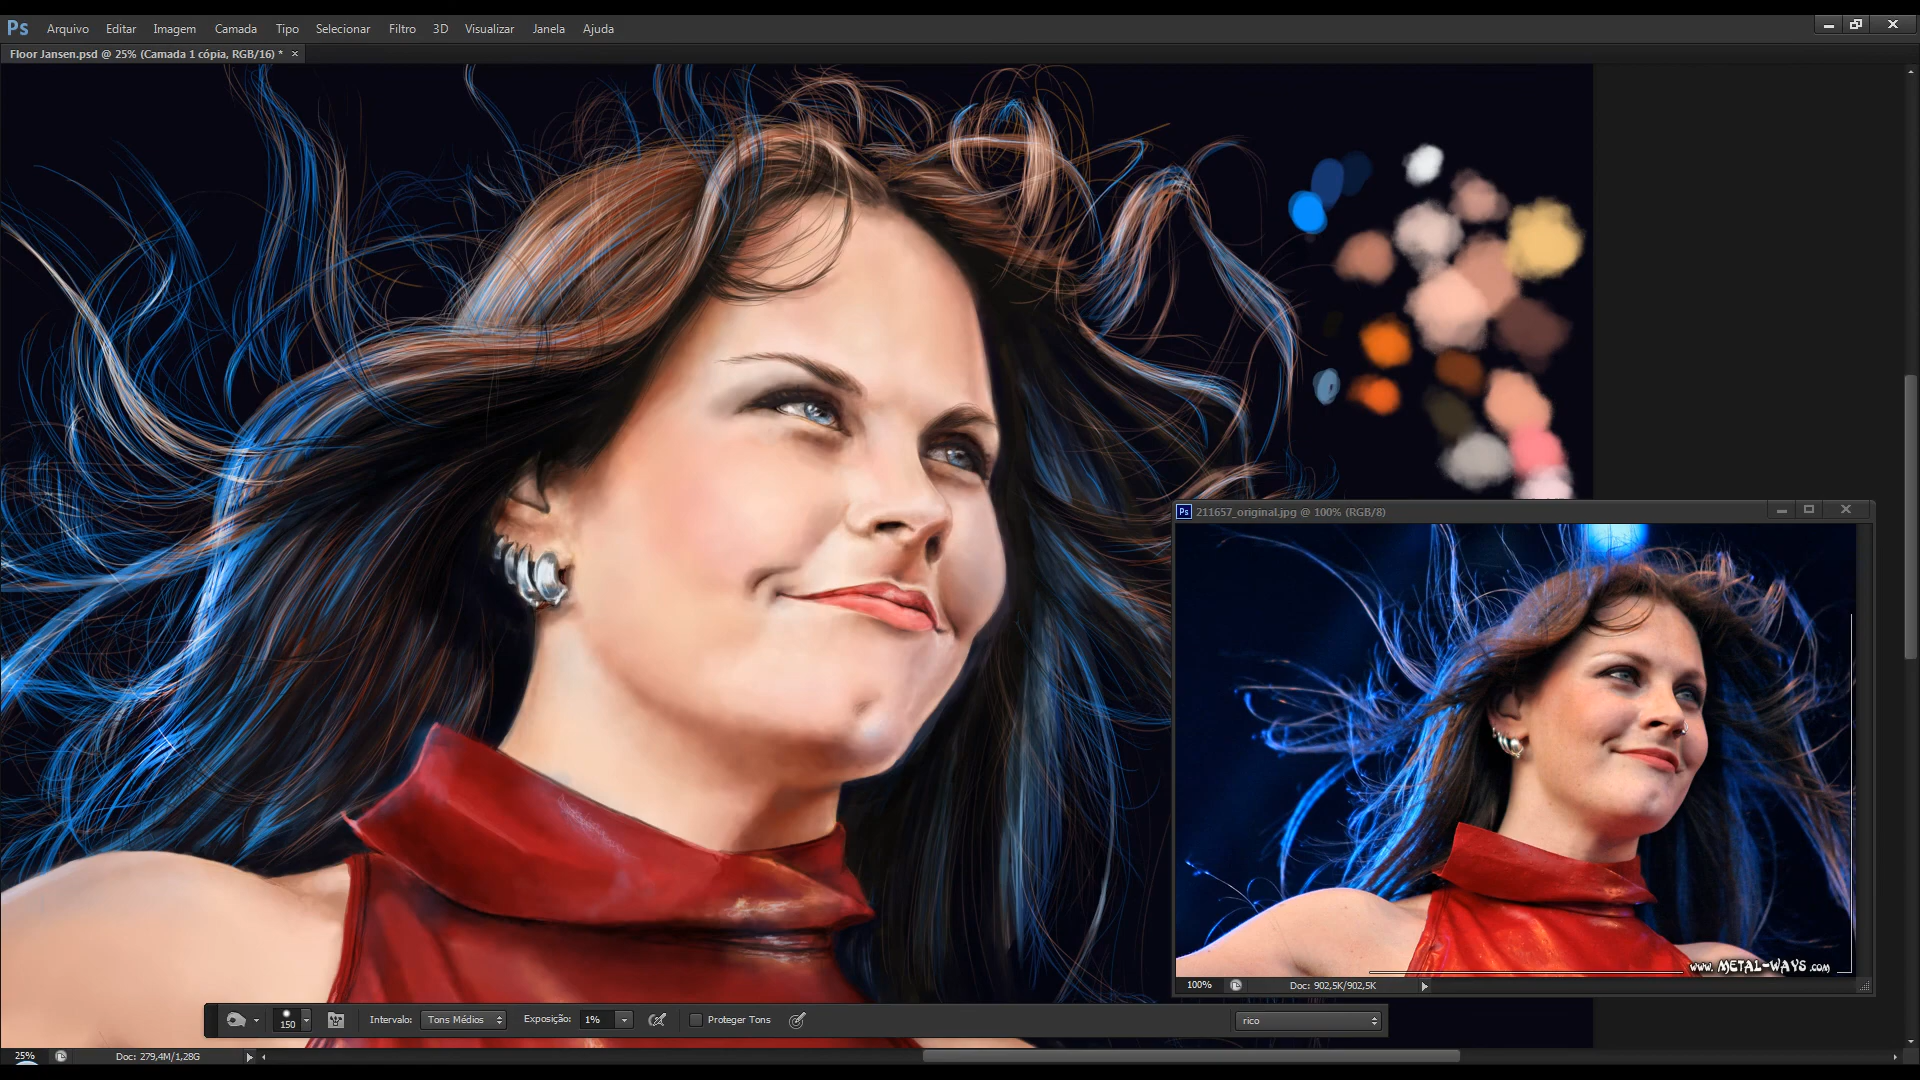 Ps Arquivo Editar Imagem Camada Tipo Selecionar Filtro 3D Visualizar Janela Ajuda
Floor Jansen.psd @ 25% (Camada 1 cópia, RGB/16) * ×
Ps 211657_original.jpg @ 100% (RGB/8)
www. METAL-WAYS .com
100% Doc: 902,5K/902,5K
150 Intervalo: Tons Médios Exposição: 1% Proteger Tons rico
25% Doc: 279,4M/1,28G